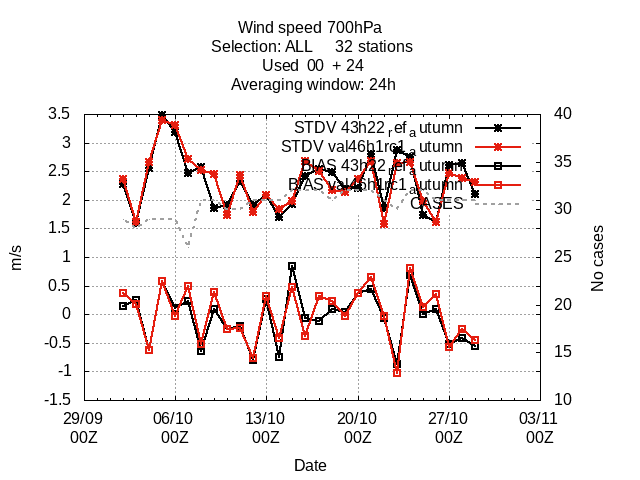 Wind speed 700hPa
Selection: ALL 32 stations
Used 00 + 24
Averaging window: 24h
STDV 43h22_ref_autumn
STDV val46h1rc1_autumn
BIAS 43h22_ref_autumn
BIAS val46h1rc1_autumn
CASES
3.5
3
2.5
2
1.5
1
0.5
0
-0.5
-1
-1.5
m/s
40
35
30
25
20
15
10
No cases
29/09 06/10 13/10 20/10 27/10 03/11
00Z 00Z 00Z 00Z 00Z 00Z
Date